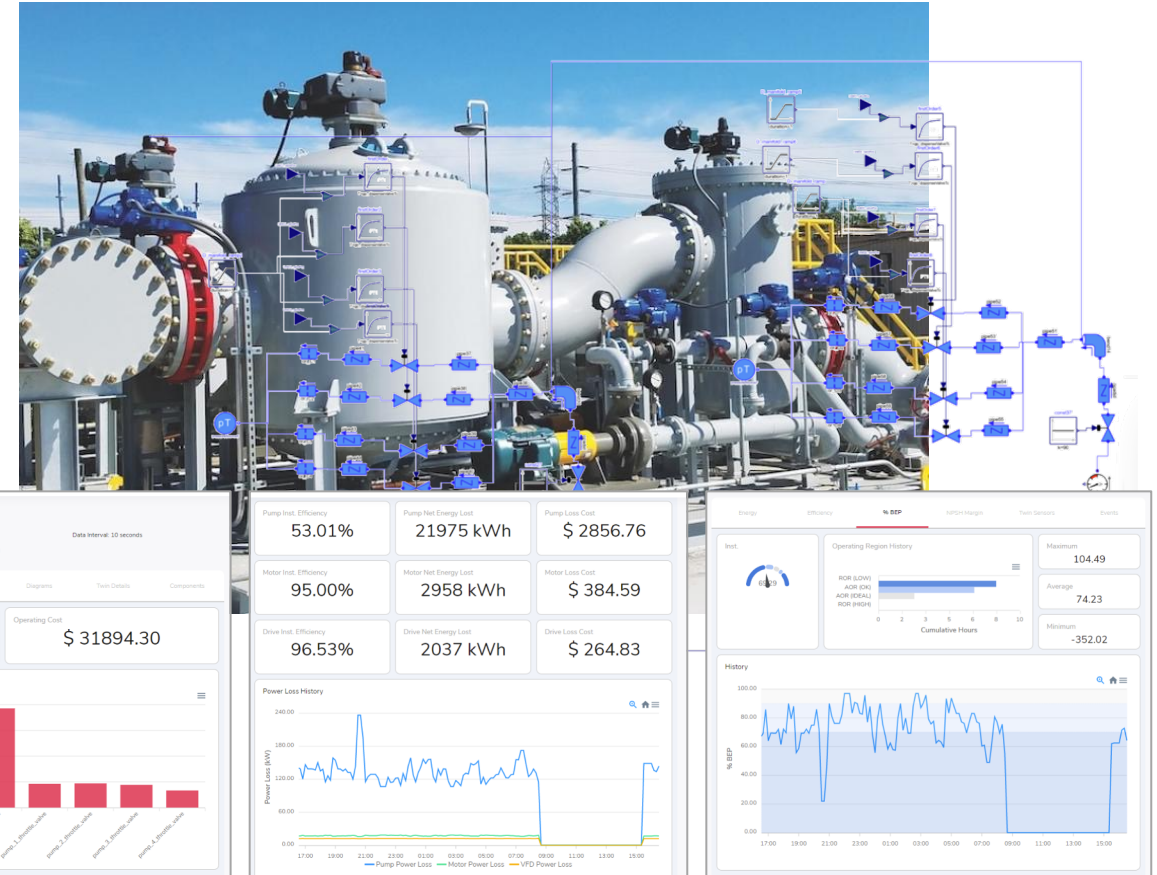 pT
pT
Data Interval: 10 seconds
Diagrams
Twin Details
Components
Operating Cost
$ 31894.30
pump_1_throttle_valve
pump_2_throttle_valve
pump_3_throttle_valve
pump_4_throttle_valve
Pump Inst. Efficiency
53.01%
Pump Net Energy Lost
21975 kWh
Pump Loss Cost
$ 2856.76
Motor Inst. Efficiency
95.00%
Motor Net Energy Lost
2958 kWh
Motor Loss Cost
$ 384.59
Drive Inst. Efficiency
96.53%
Drive Net Energy Lost
2037 kWh
Drive Loss Cost
$ 264.83
Power Loss History
Power Loss (kW)
240.00
180.00
120.00
60.00
0.00
17:00 19:00 21:00 23:00 01:00 03:00 05:00 07:00 09:00 11:00 13:00 15:00
Pump Power Loss Motor Power Loss VFD Power Loss
Energy
Efficiency
% BEP
NPSH Margin
Twin Sensors
Events
Inst.
Operating Region History
ROR (LOW)
AOR (OK)
AOR (IDEAL)
ROR (HIGH)
0 2 3 5 6 8 10
Cumulative Hours
Maximum
104.49
Average
74.23
Minimum
-352.02
History
% BEP
100.00
80.00
60.00
40.00
20.00
0.00
17:00 19:00 21:00 23:00 01:00 03:00 05:00 07:00 09:00 11:00 13:00 15:00